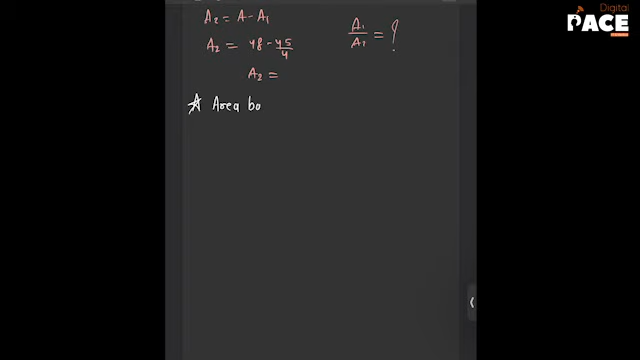 A₂ = A - A₁
A₁/A₂ = ?
A₂ = 48 - 45/4
A₂ =
☆ Area bo
Digital
PACE